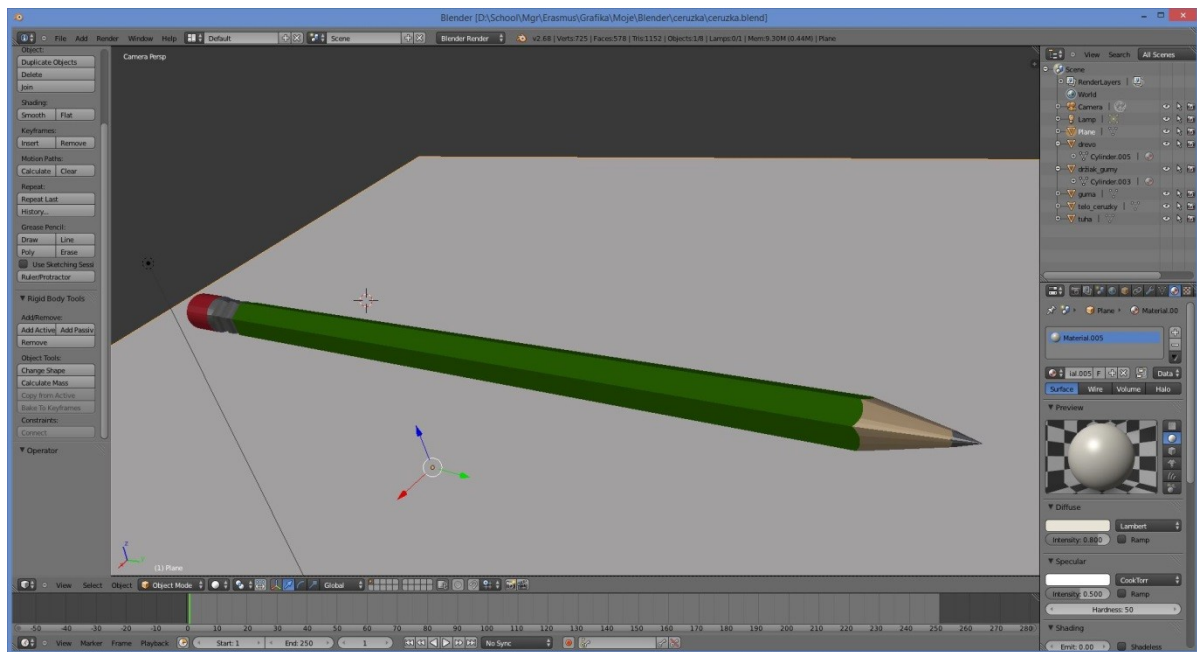 Blender [D:\School\Mgr\Erasmus\Grafika\Moje\Blender\ceruzka\ceruzka.blend]
File Add Render Window Help Default Scene Blender Render v2.68 | Verts:725 | Faces:578 | Tris:1152 | Objects:1/8 | Lamps:0/1 | Mem:9.30M (0.44M) | Plane
View Search All Scenes
Object:
Duplicate Objects
Delete
Join
Shading:
Smooth Flat
Keyframes:
Insert Remove
Motion Paths:
Calculate Clear
Repeat:
Repeat Last
History...
Grease Pencil:
Draw Line
Poly Erase
Use Sketching Sessi
Ruler/Protractor
Rigid Body Tools
Add/Remove:
Add Active Add Passiv
Remove
Object Tools:
Change Shape
Calculate Mass
Copy from Active
Bake To Keyframes
Constraints:
Connect
Operator
Camera Persp
z
(1) Plane
Scene
RenderLayers
World
Camera
Lamp
Plane
drevo
Cylinder.005
držiak_gumy
Cylinder.003
guma
telo_ceruzky
tuha
Plane Material.00
Material.005
ial.005 F Data
Surface Wire Volume Halo
Preview
Diffuse
Lambert
Intensity: 0.800 Ramp
Specular
CookTorr
Intensity: 0.500 Ramp
Hardness: 50
Shading
Emit: 0.00 Shadeless
View Select Object Object Mode Global
-50 -40 -30 -20 -10 0 10 20 30 40 50 60 70 80 90 100 110 120 130 140 150 160 170 180 190 200 210 220 230 240 250 260 270 280
View Marker Frame Playback Start: 1 End: 250 1 No Sync